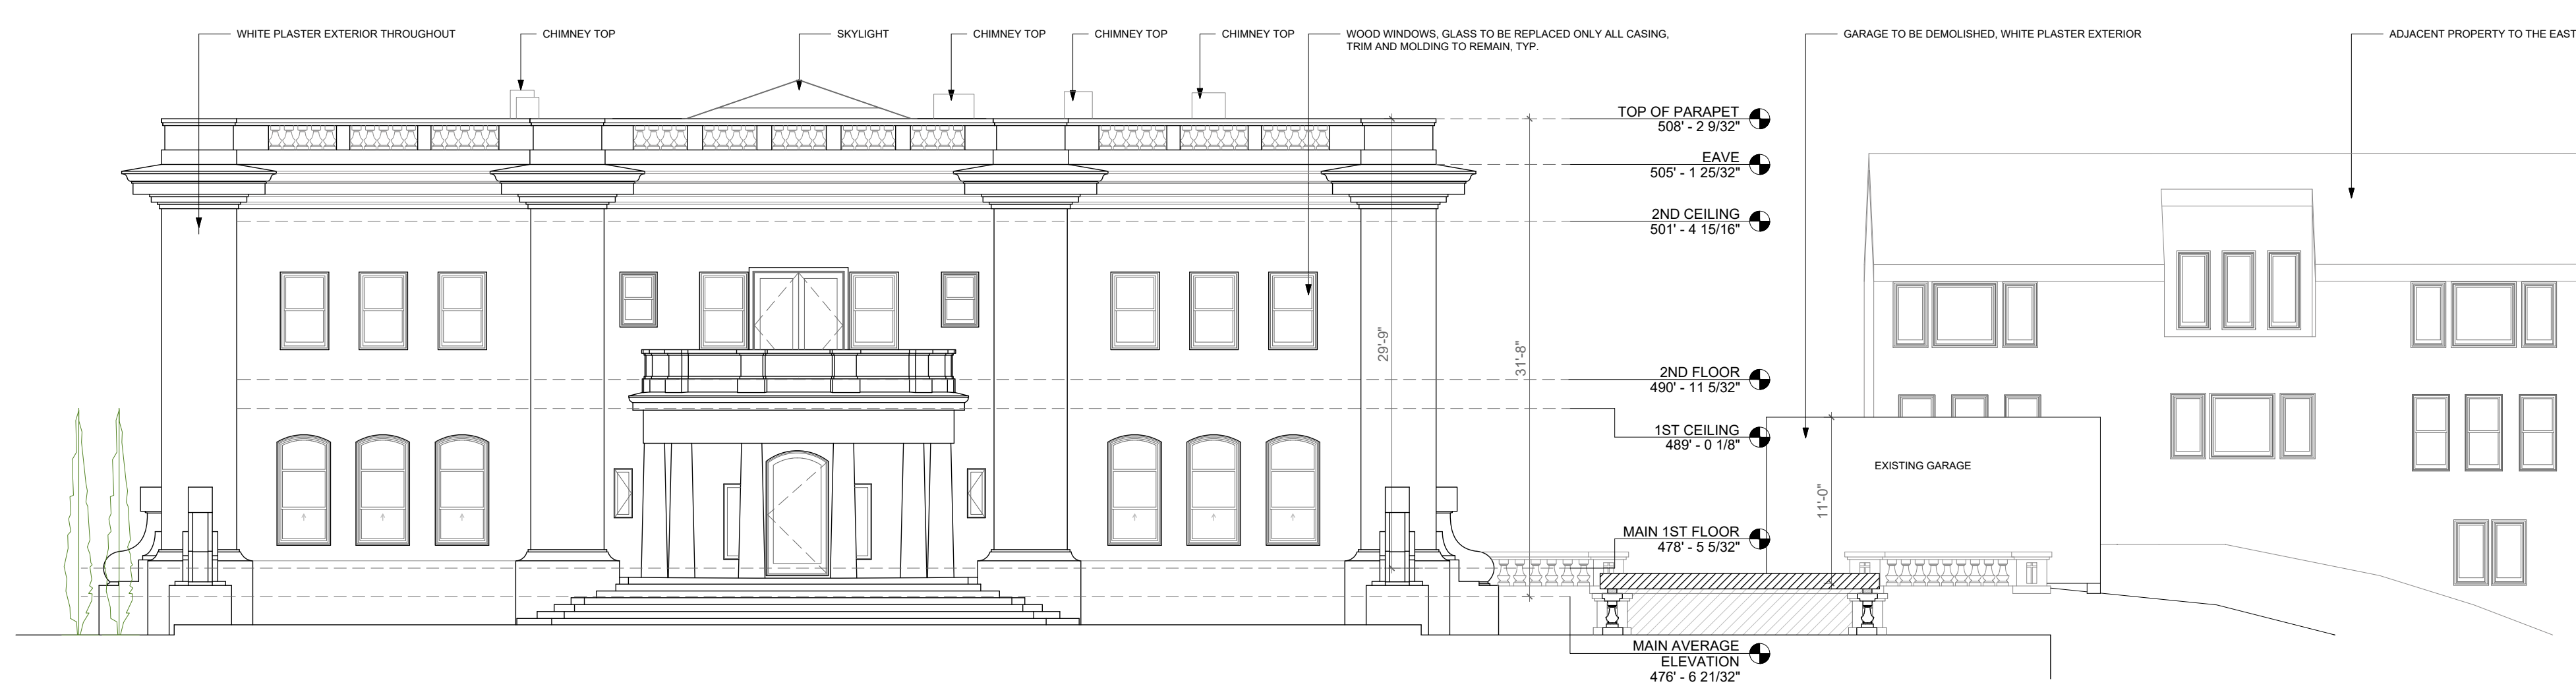 WHITE PLASTER EXTERIOR THROUGHOUT
CHIMNEY TOP
SKYLIGHT
CHIMNEY TOP
CHIMNEY TOP
CHIMNEY TOP
WOOD WINDOWS, GLASS TO BE REPLACED ONLY ALL CASING,
TRIM AND MOLDING TO REMAIN, TYP.
GARAGE TO BE DEMOLISHED, WHITE PLASTER EXTERIOR
ADJACENT PROPERTY TO THE EAST
TOP OF PARAPET
508' - 2 9/32"
EAVE
505' - 1 25/32"
2ND CEILING
501' - 4 15/16"
29'-9"
31'-8"
2ND FLOOR
490' - 11 5/32"
1ST CEILING
489' - 0 1/8"
EXISTING GARAGE
11'-0"
MAIN 1ST FLOOR
478' - 5 5/32"
MAIN AVERAGE
ELEVATION
476' - 6 21/32"